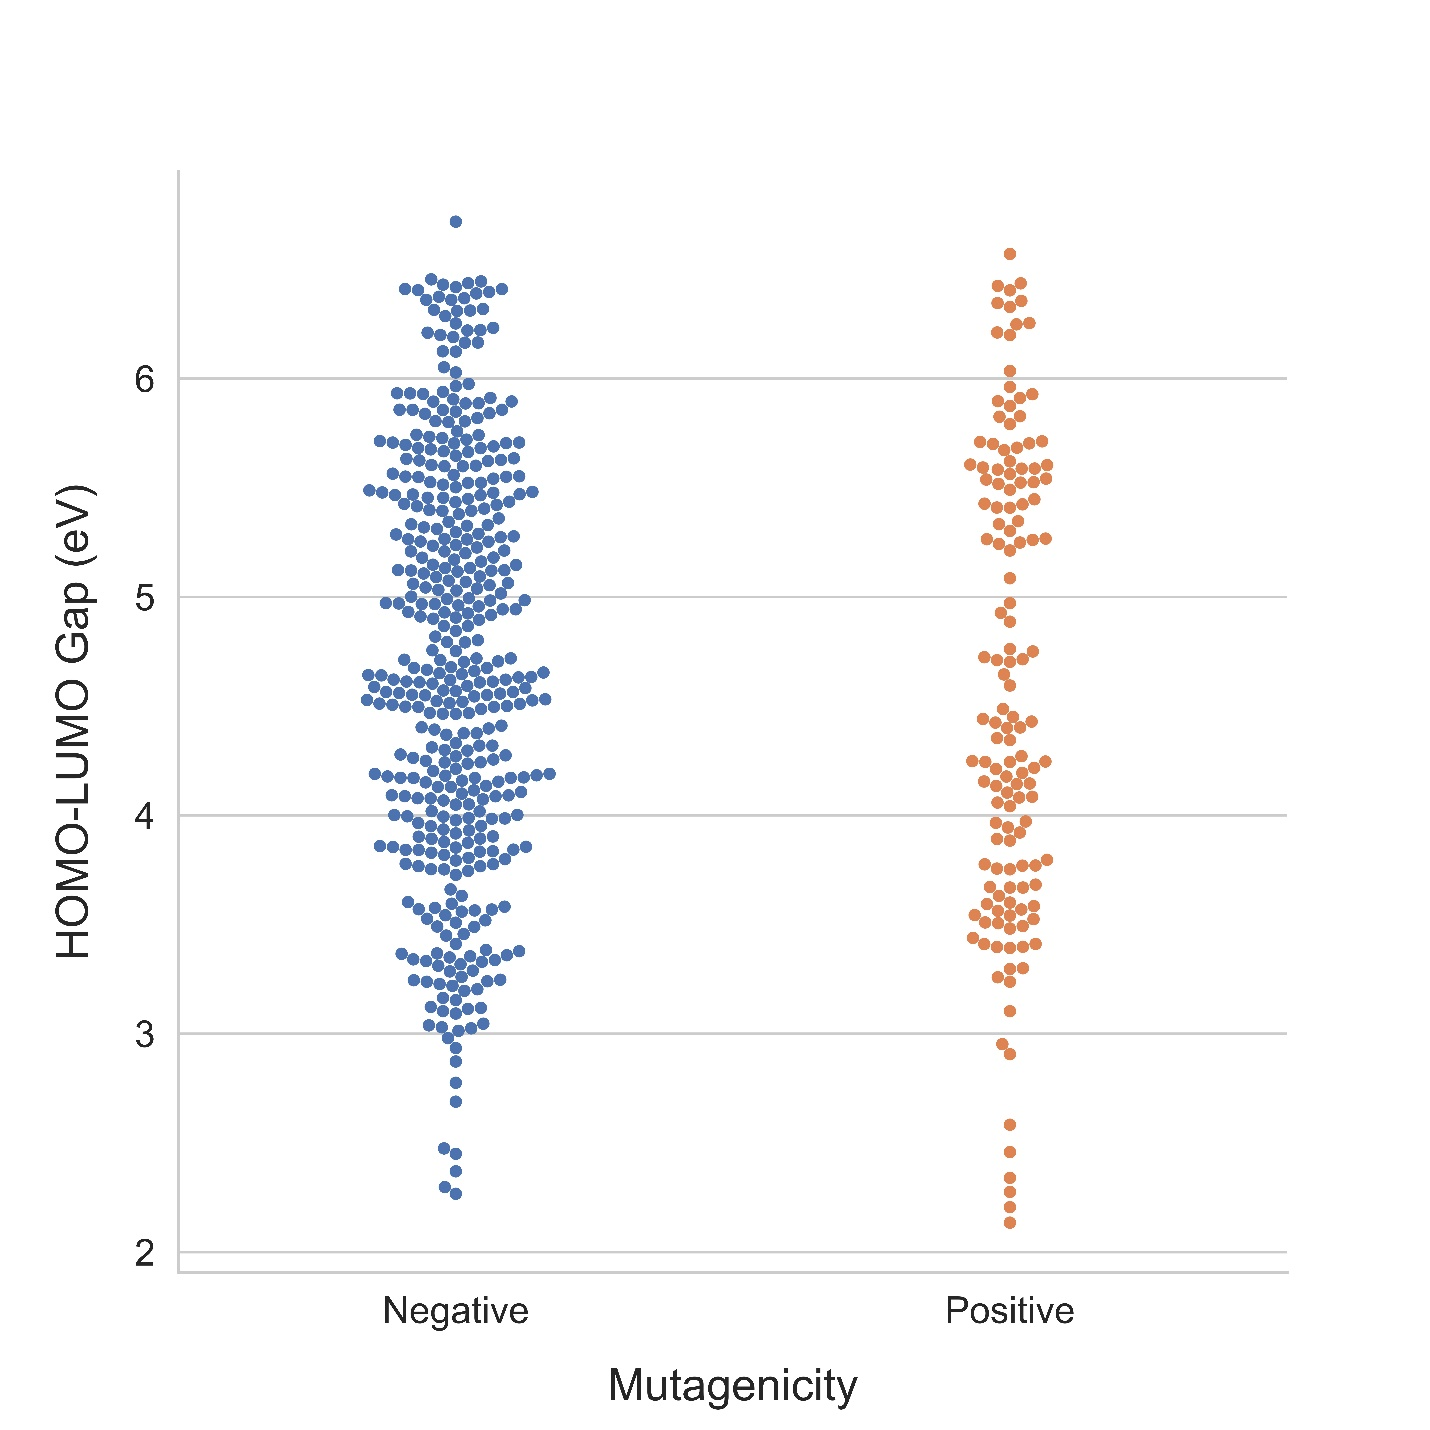 HOMO-LUMO Gap (eV)
6
5
4
3
2
Negative
Positive
Mutagenicity